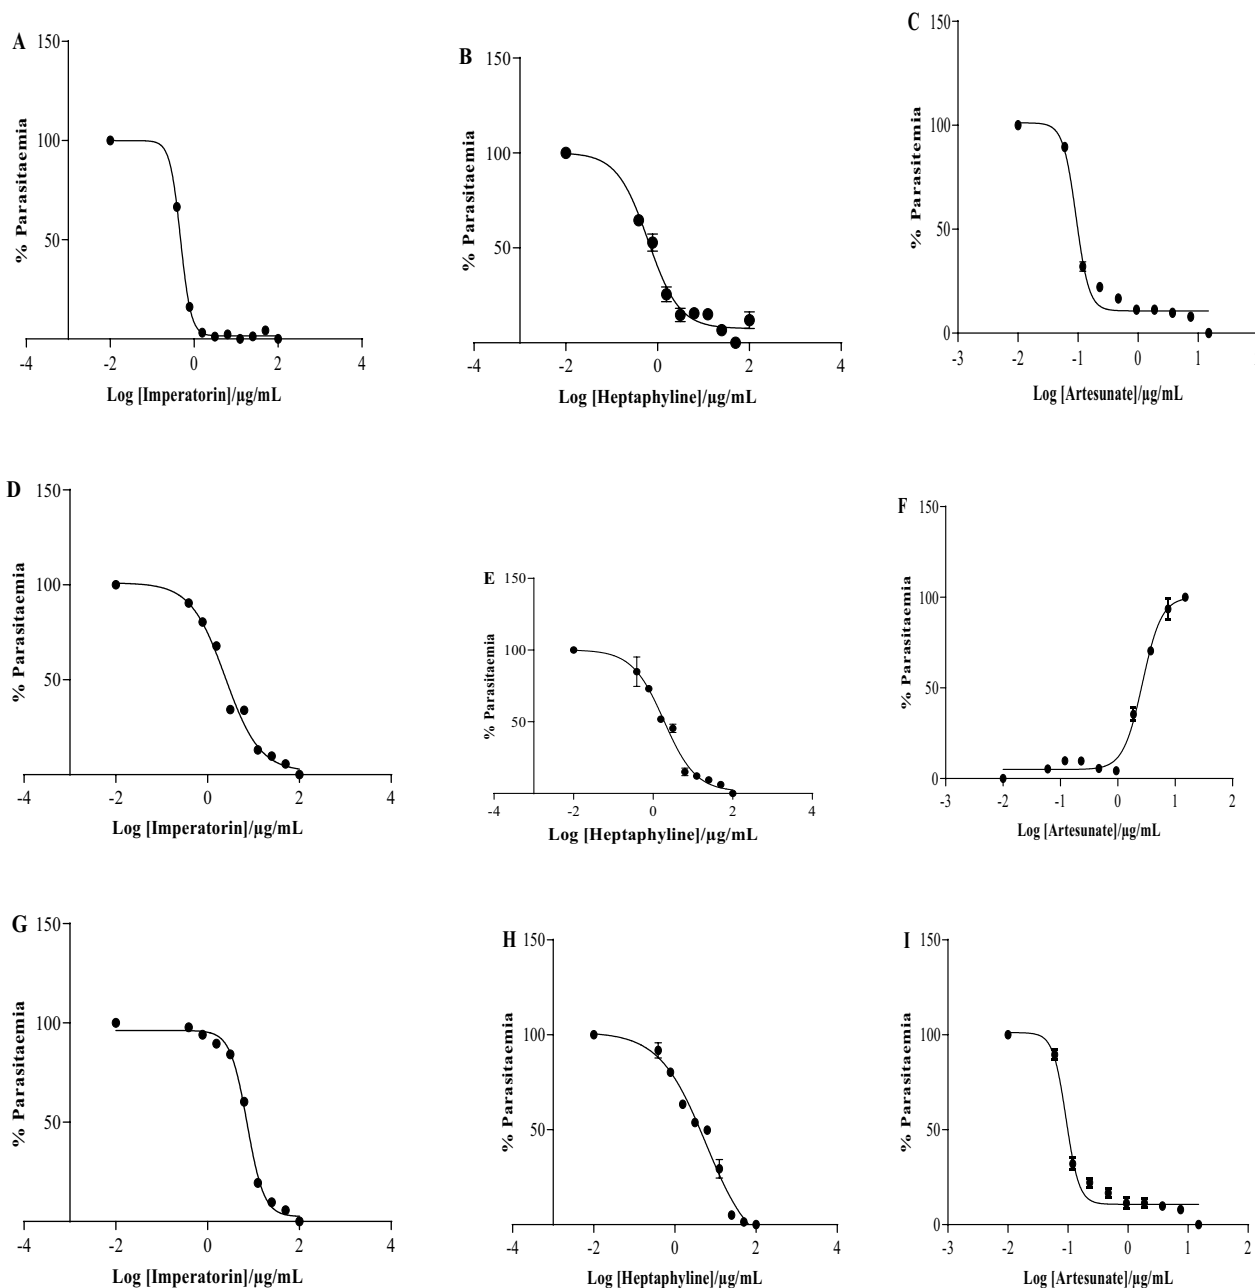 A
150
100
50
% Parasitaemia
-4 -2 0 2 4
Log [Imperatorin]/µg/mL
B
150
100
50
% Parasitaemia
-4 -2 0 2 4
Log [Heptaphyline]/µg/mL
C
150
100
50
0
% Parasitemia
-3 -2 -1 0 1
Log [Artesunate]/µg/mL
D
150
100
50
% Parasitaemia
-4 -2 0 2 4
Log [Imperatorin]/µg/mL
E
150
100
50
% Parasitaemia
-4 -2 0 2 4
Log [Heptaphyline]/µg/mL
F
150
100
50
0
% Parasitaemia
-3 -2 -1 0 1 2
Log [Artesunate]/µg/mL
G
150
100
50
% Parasitaemia
-4 -2 0 2 4
Log [Imperatorin]/µg/mL
H
150
100
50
% Parasitaemia
-4 -2 0 2 4
Log [Heptaphyline]/µg/mL
I
150
100
50
0
% Parasitaemia
-3 -2 -1 0 1 2
Log [Artesunate]/µg/mL